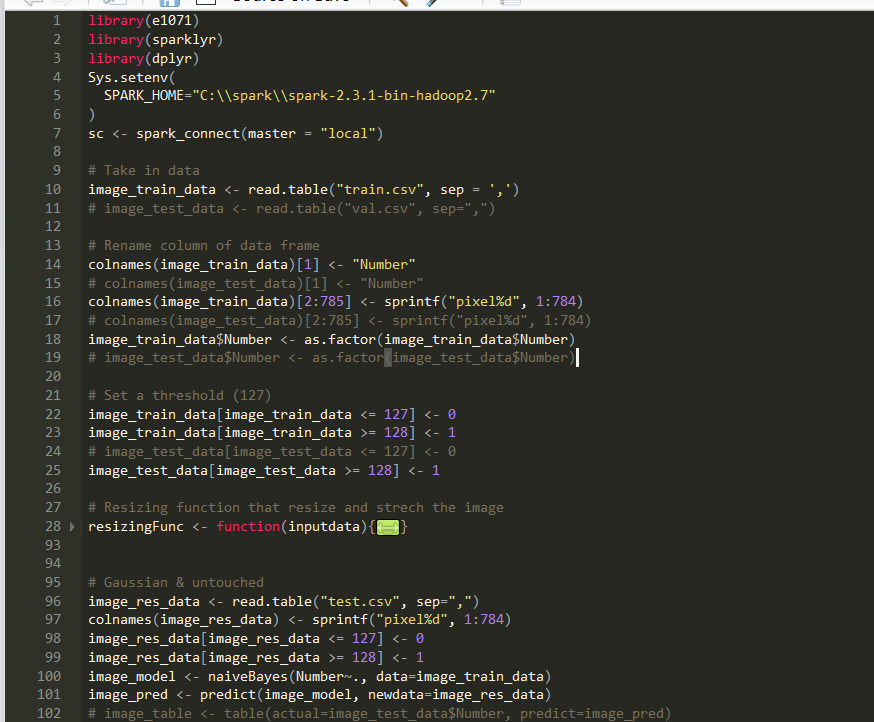 1 library(e1071)
2 library(sparklyr)
3 library(dplyr)
4 Sys.setenv(
5   SPARK_HOME="C:\\spark\\spark-2.3.1-bin-hadoop2.7"
6 )
7 sc <- spark_connect(master = "local")
8
9 # Take in data
10 image_train_data <- read.table("train.csv", sep = ',')
11 # image_test_data <- read.table("val.csv", sep=",")
12
13 # Rename column of data frame
14 colnames(image_train_data)[1] <- "Number"
15 # colnames(image_test_data)[1] <- "Number"
16 colnames(image_train_data)[2:785] <- sprintf("pixel%d", 1:784)
17 # colnames(image_test_data)[2:785] <- sprintf("pixel%d", 1:784)
18 image_train_data$Number <- as.factor(image_train_data$Number)
19 # image_test_data$Number <- as.factor(image_test_data$Number)
20
21 # Set a threshold (127)
22 image_train_data[image_train_data <= 127] <- 0
23 image_train_data[image_train_data >= 128] <- 1
24 # image_test_data[image_test_data <= 127] <- 0
25 image_test_data[image_test_data >= 128] <- 1
26
27 # Resizing function that resize and strech the image
28 resizingFunc <- function(inputdata){}
93
94
95 # Gaussian & untouched
96 image_res_data <- read.table("test.csv", sep=",")
97 colnames(image_res_data) <- sprintf("pixel%d", 1:784)
98 image_res_data[image_res_data <= 127] <- 0
99 image_res_data[image_res_data >= 128] <- 1
100 image_model <- naiveBayes(Number~., data=image_train_data)
101 image_pred <- predict(image_model, newdata=image_res_data)
102 # image_table <- table(actual=image_test_data$Number, predict=image_pred)